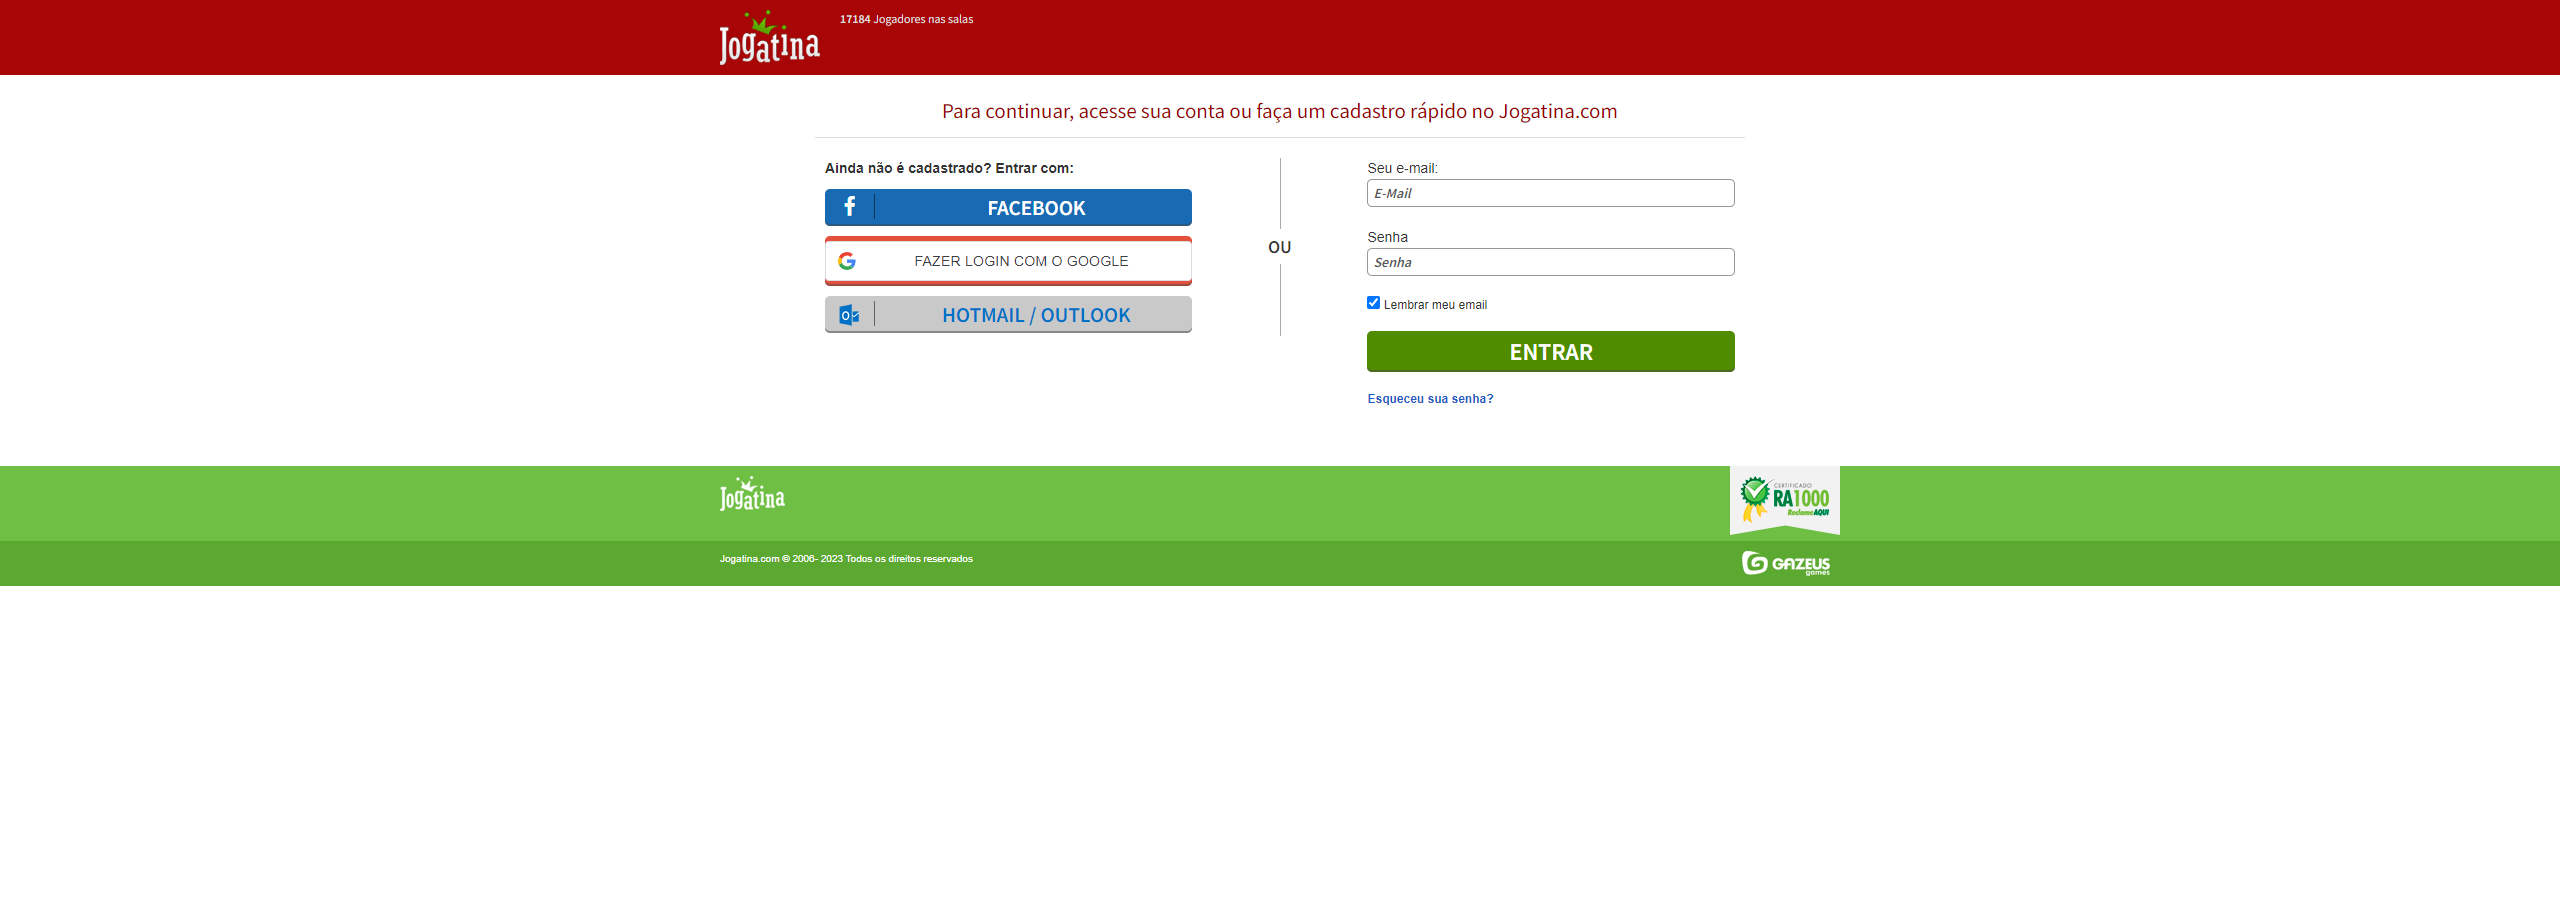 Jogatina
17184 Jogadores nas salas
Para continuar, acesse sua conta ou faça um cadastro rápido no Jogatina.com
Ainda não é cadastrado? Entrar com:
FACEBOOK
FAZER LOGIN COM O GOOGLE
HOTMAIL / OUTLOOK
OU
Seu e-mail:
E-Mail
Senha
Senha
Lembrar meu email
ENTRAR
Esqueceu sua senha?
Jogatina
CERTIFICADO
RA1000
ReclameAQUI
Jogatina.com © 2006- 2023 Todos os direitos reservados
GAZEUS
games